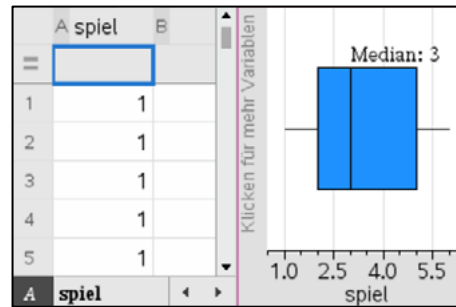 A spiel B
=
1 1
2 1
3 1
4 1
5 1
A spiel
Klicken für mehr Variablen
Median: 3
1.0 2.5 4.0 5.5
spiel